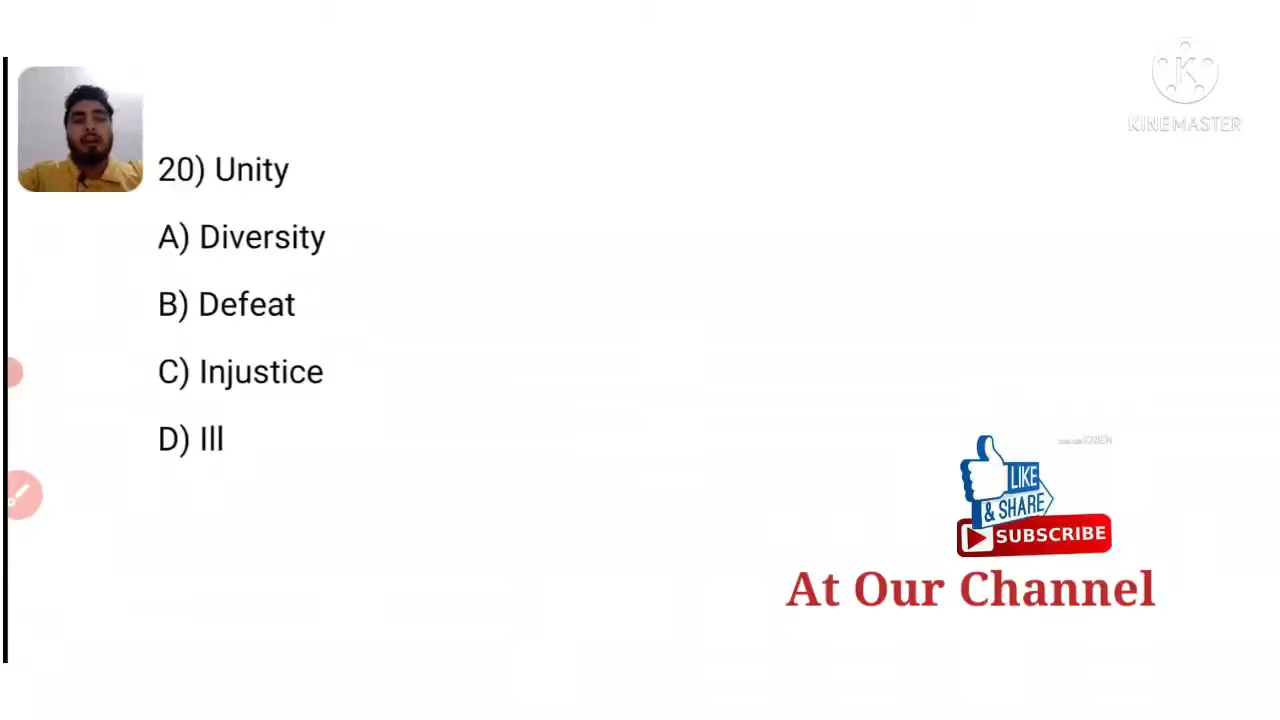 KINEMASTER
20) Unity
A) Diversity
B) Defeat
C) Injustice
D) Ill
LIKE
& SHARE
SUBSCRIBE
At Our Channel